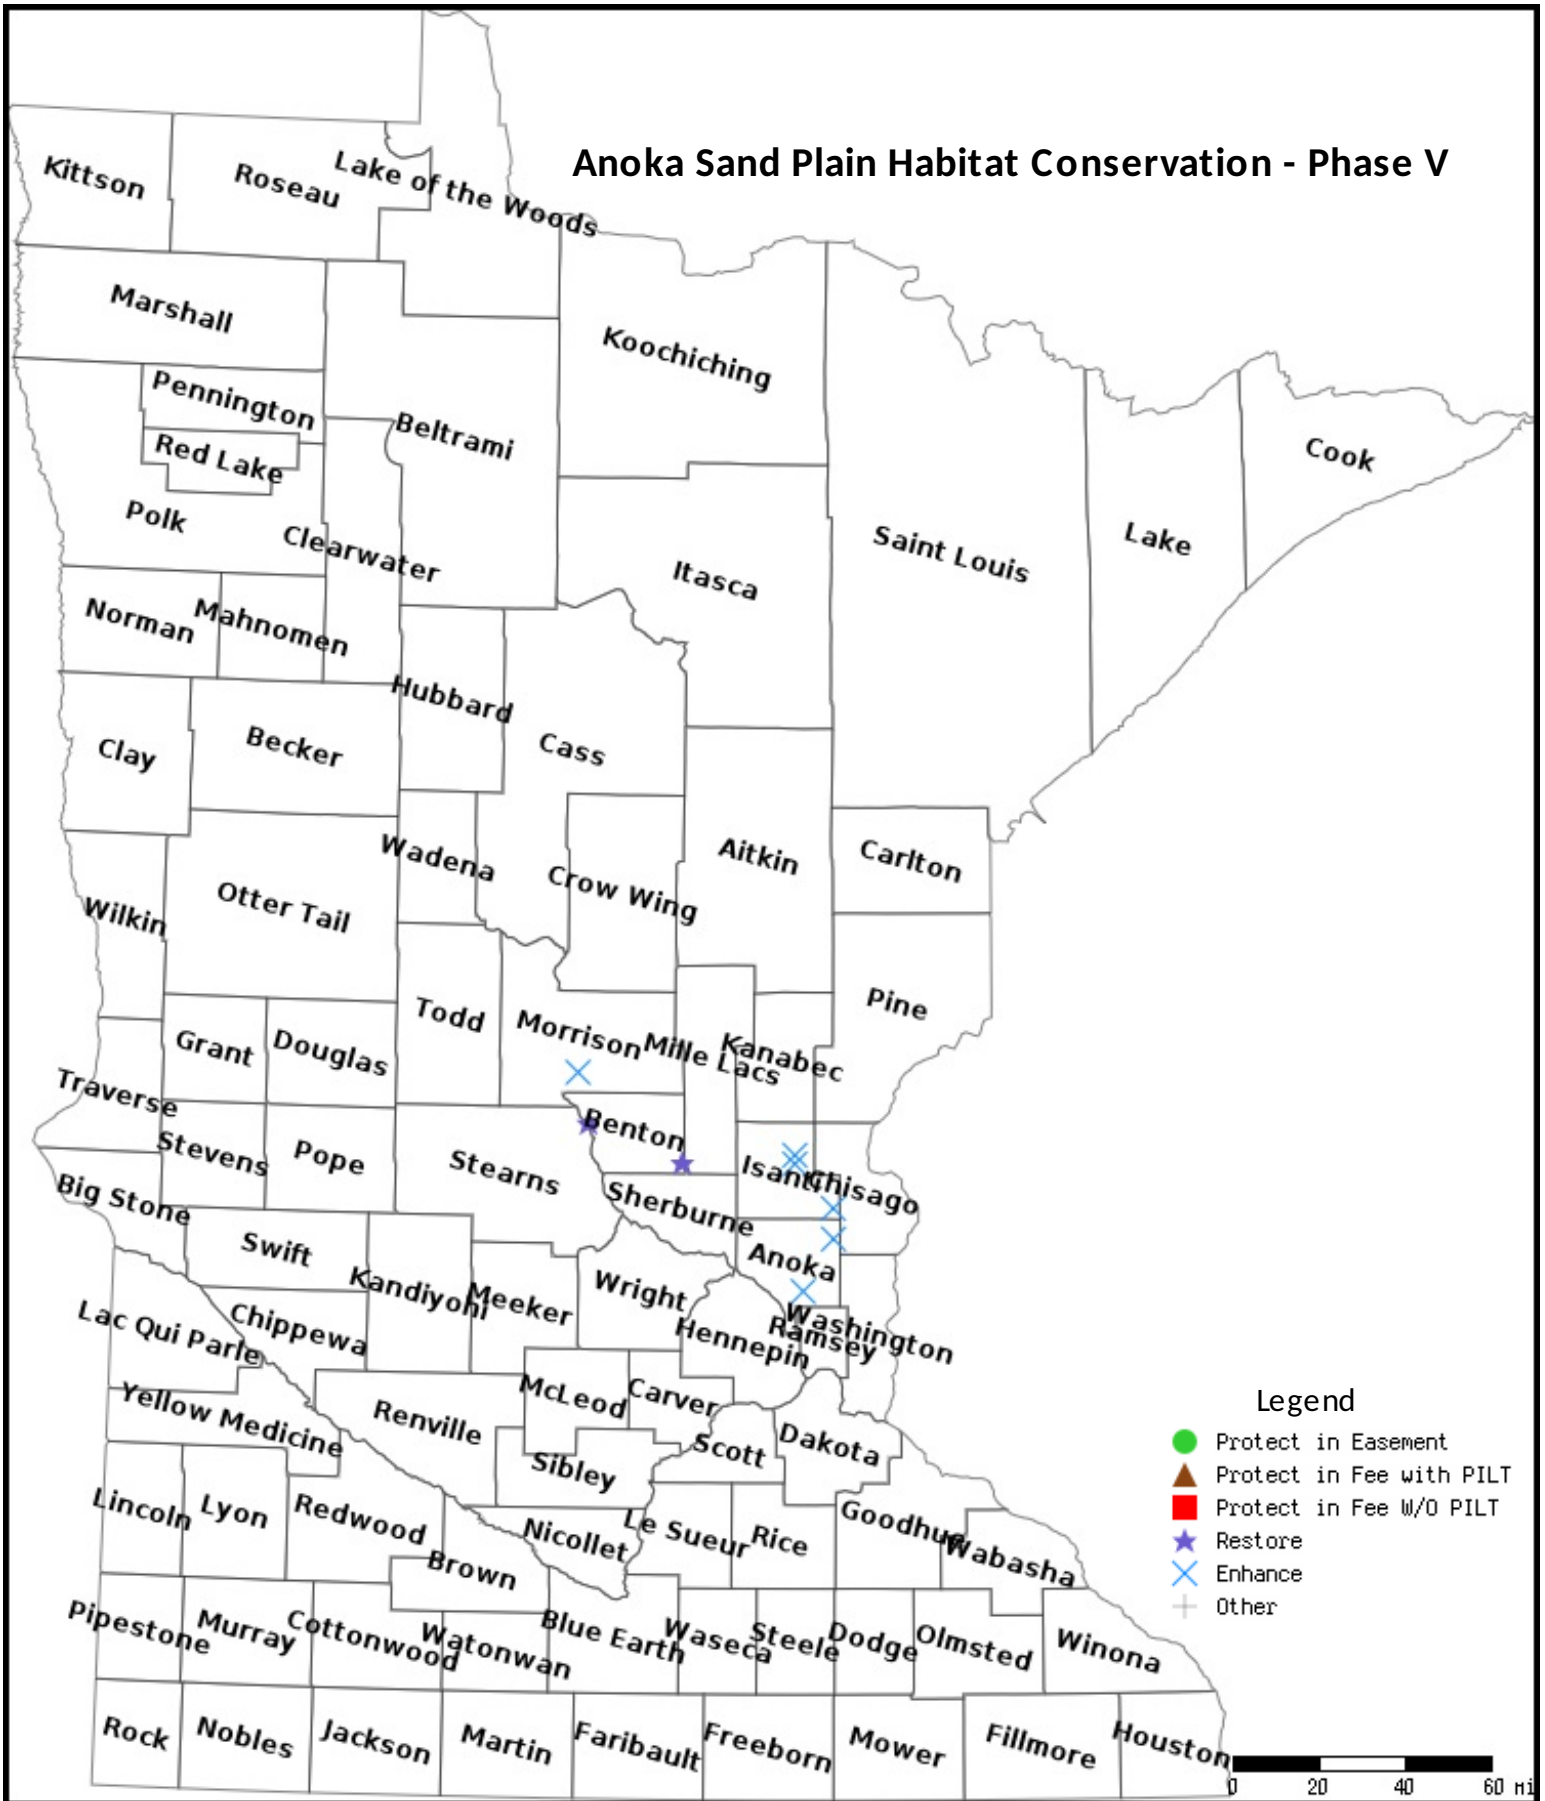 Anoka Sand Plain Habitat Conservation - Phase V
Kittson
Roseau
Lake of the Woods
Marshall
Koochiching
Pennington
Beltrami
Red Lake
Cook
Polk
Clearwater
Saint Louis
Lake
Itasca
Norman
Mahnomen
Hubbard
Clay
Becker
Cass
Wadena
Aitkin
Carlton
Crow Wing
Otter Tail
Wilkin
Pine
Todd
Morrison
Mille Lacs
Kanabec
Grant
Douglas
Traverse
Benton
Stevens
Pope
Stearns
Isanti
Chisago
Big Stone
Sherburne
Swift
Anoka
Kandiyohi
Meeker
Wright
Lac Qui Parle
Chippewa
Washington
Ramsey
Hennepin
McLeod
Carver
Yellow Medicine
Renville
Scott
Dakota
Sibley
Lincoln
Lyon
Redwood
Nicollet
Le Sueur
Rice
Goodhue
Wabasha
Brown
Pipestone
Murray
Cottonwood
Watonwan
Blue Earth
Waseca
Steele
Dodge
Olmsted
Winona
Rock
Nobles
Jackson
Martin
Faribault
Freeborn
Mower
Fillmore
Houston
Legend
Protect in Easement
Protect in Fee with PILT
Protect in Fee W/O PILT
Restore
Enhance
Other
0 20 40 60 mi